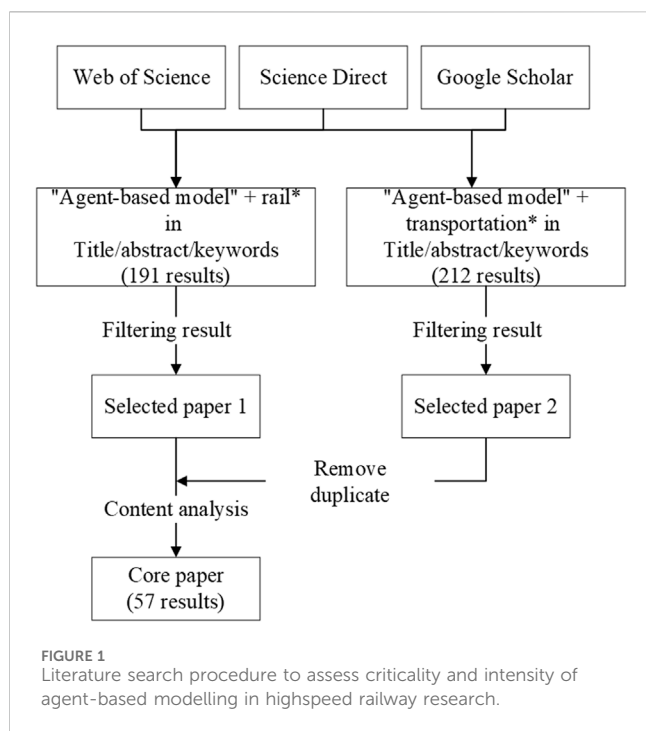 Web of Science
Science Direct
Google Scholar
"Agent-based model" + rail*
in
Title/abstract/keywords
(191 results)
"Agent-based model" +
transportation* in
Title/abstract/keywords
(212 results)
Filtering result
Filtering result
Selected paper 1
Selected paper 2
Remove
duplicate
Content analysis
Core paper
(57 results)
FIGURE 1
Literature search procedure to assess criticality and intensity of
agent-based modelling in highspeed railway research.